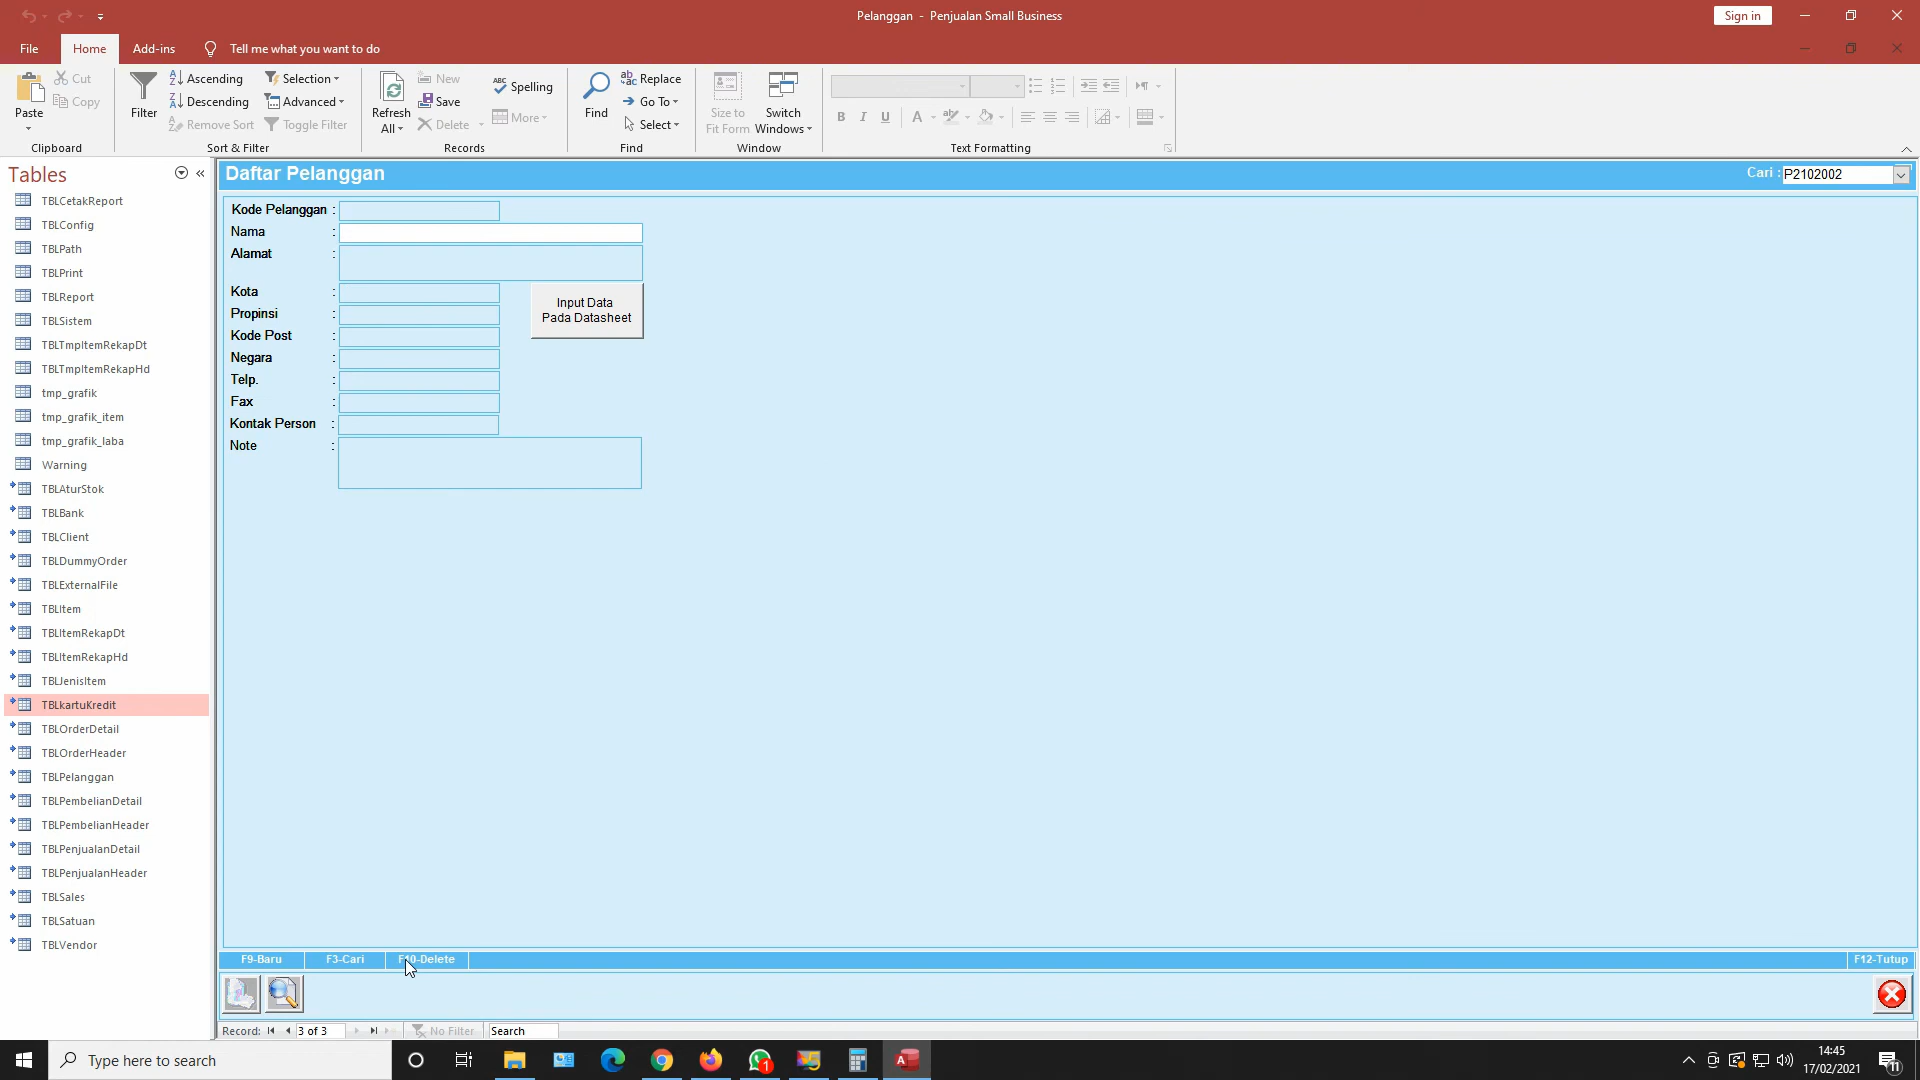 Pelanggan - Penjualan Small Business
Sign in
File Home Add-ins Tell me what you want to do
Paste
Cut
Copy
Clipboard
Filter
Ascending
Descending
Remove Sort
Selection
Advanced
Toggle Filter
Sort & Filter
Refresh
All
New
Save
Delete
Spelling
More
Records
Find
Replace
Go To
Select
Find
Size to
Fit Form
Switch
Windows
Window
B I U A
Text Formatting
Tables
TBLCetakReport
TBLConfig
TBLPath
TBLPrint
TBLReport
TBLSistem
TBLTmpItemRekapDt
TBLTmpItemRekapHd
tmp_grafik
tmp_grafik_item
tmp_grafik_laba
Warning
TBLAturStok
TBLBank
TBLClient
TBLDummyOrder
TBLExternalFile
TBLItem
TBLItemRekapDt
TBLItemRekapHd
TBLJenisItem
TBLkartuKredit
TBLOrderDetail
TBLOrderHeader
TBLPelanggan
TBLPembelianDetail
TBLPembelianHeader
TBLPenjualanDetail
TBLPenjualanHeader
TBLSales
TBLSatuan
TBLVendor
Daftar Pelanggan
Cari : P2102002
Kode Pelanggan :
Nama :
Alamat :
Kota :
Propinsi :
Kode Post :
Negara :
Telp. :
Fax :
Kontak Person :
Note :
Input Data
Pada Datasheet
F9-Baru F3-Cari F10-Delete F12-Tutup
Record: 3 of 3 No Filter Search
Type here to search
1
14:45
17/02/2021
11